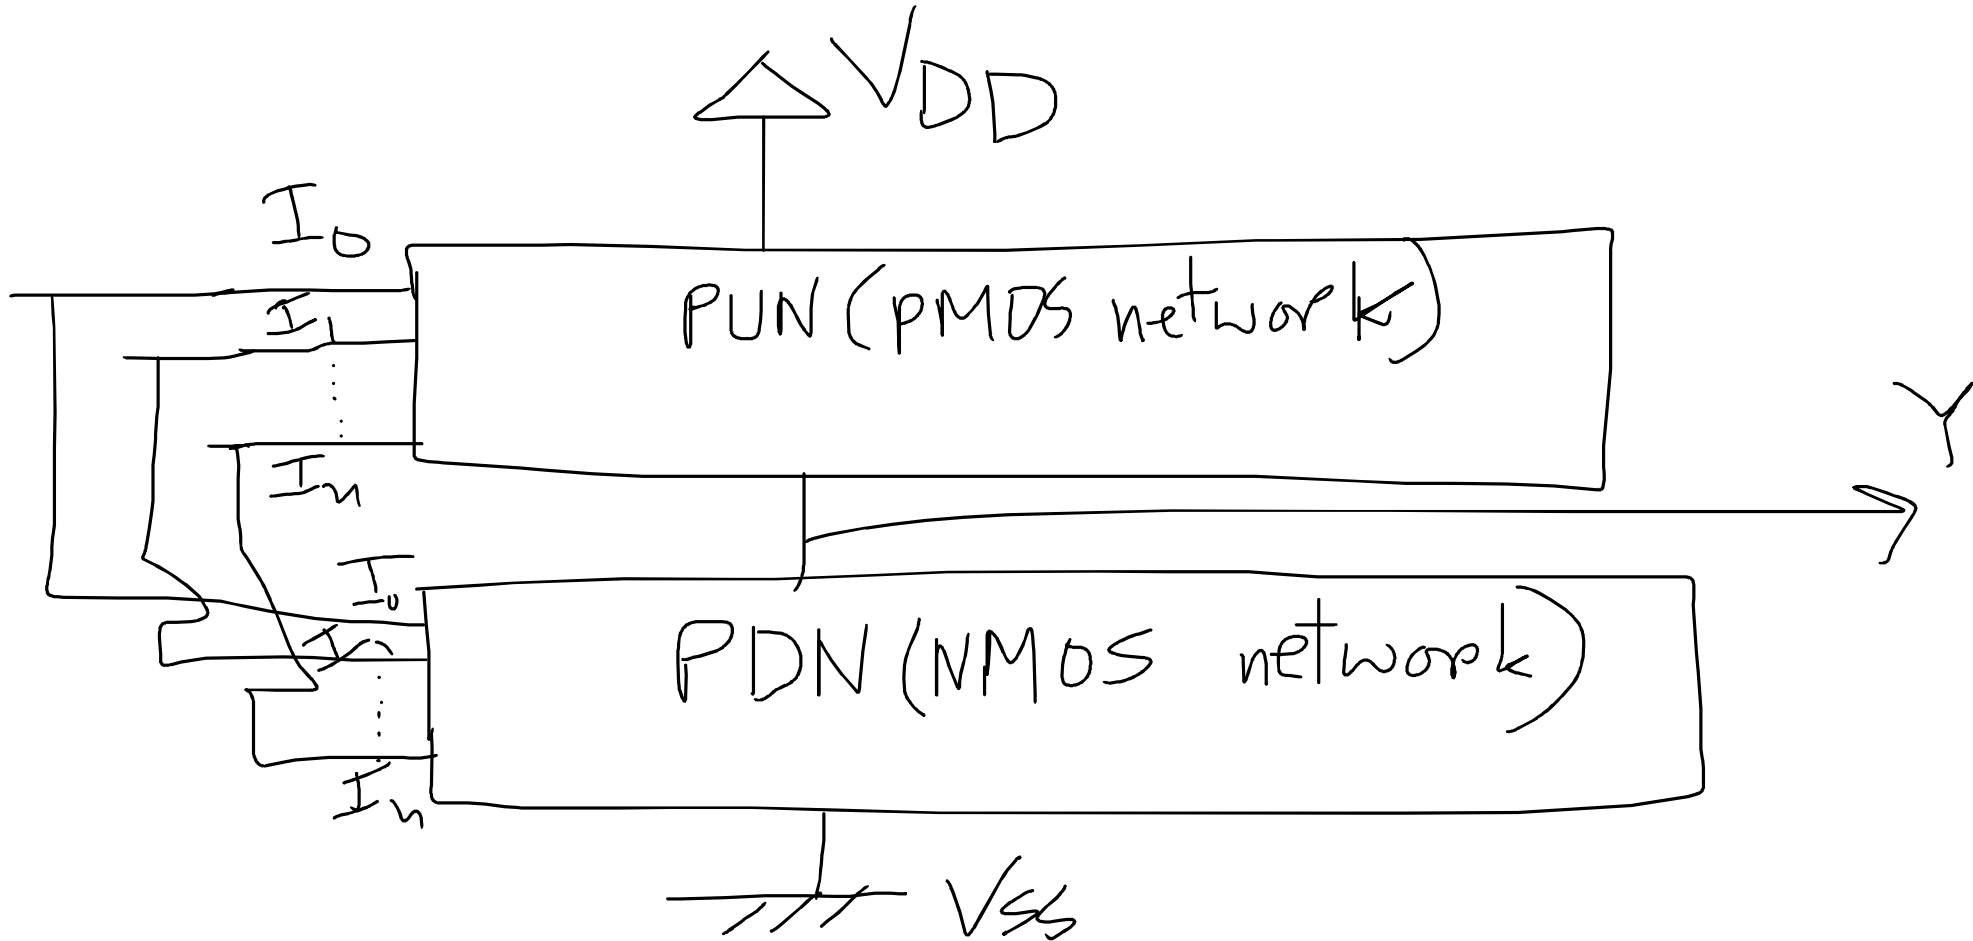 VDD
I0
PUN(pMOS network)
I1
In
Y
I0
PDN(NMOS network)
I1
In
VSS